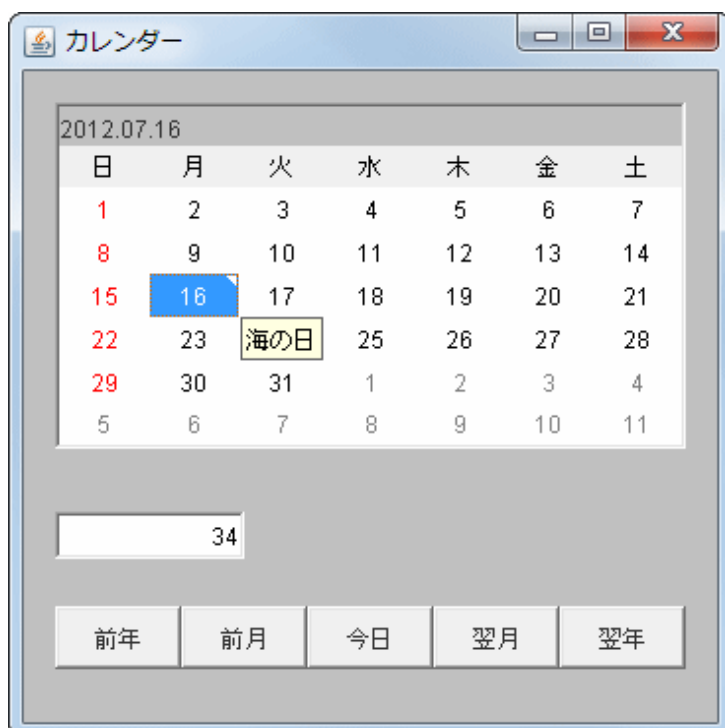 カレンダー
2012.07.16
日 月 火 水 木 金 土
1 2 3 4 5 6 7
8 9 10 11 12 13 14
15 16 17 18 19 20 21
22 23 海の日 25 26 27 28
29 30 31 1 2 3 4
5 6 7 8 9 10 11
34
前年 前月 今日 翌月 翌年